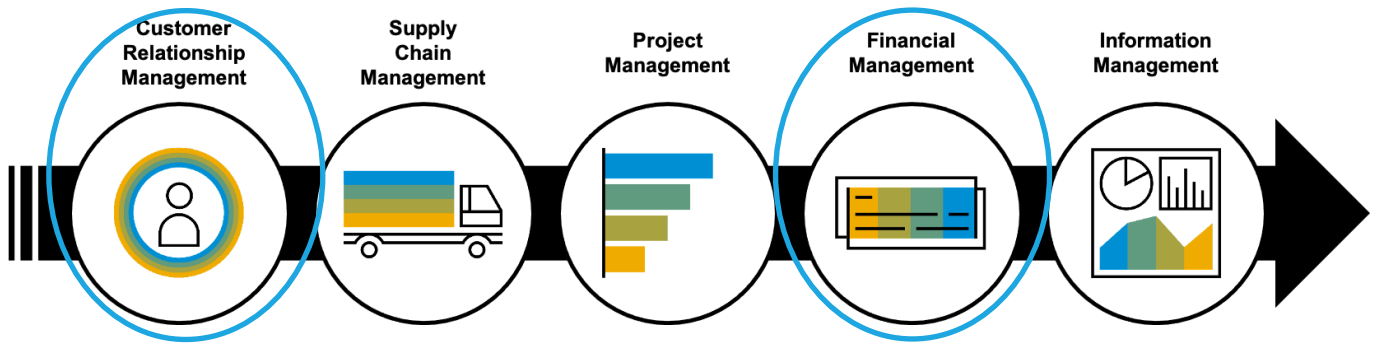 Customer
Relationship
Management
Supply
Chain
Management
Project
Management
Financial
Management
Information
Management